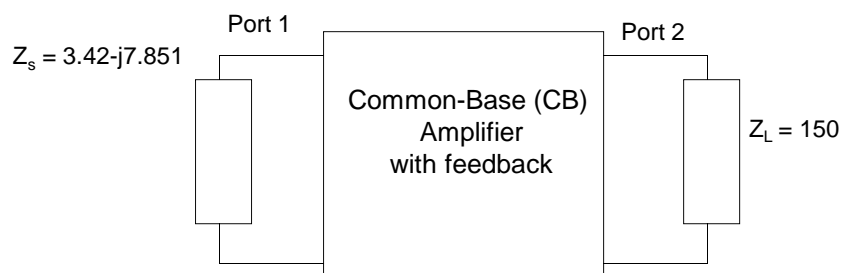 Port 1
Port 2
Z_s = 3.42-j7.851
Common-Base (CB)
Amplifier
with feedback
Z_L = 150